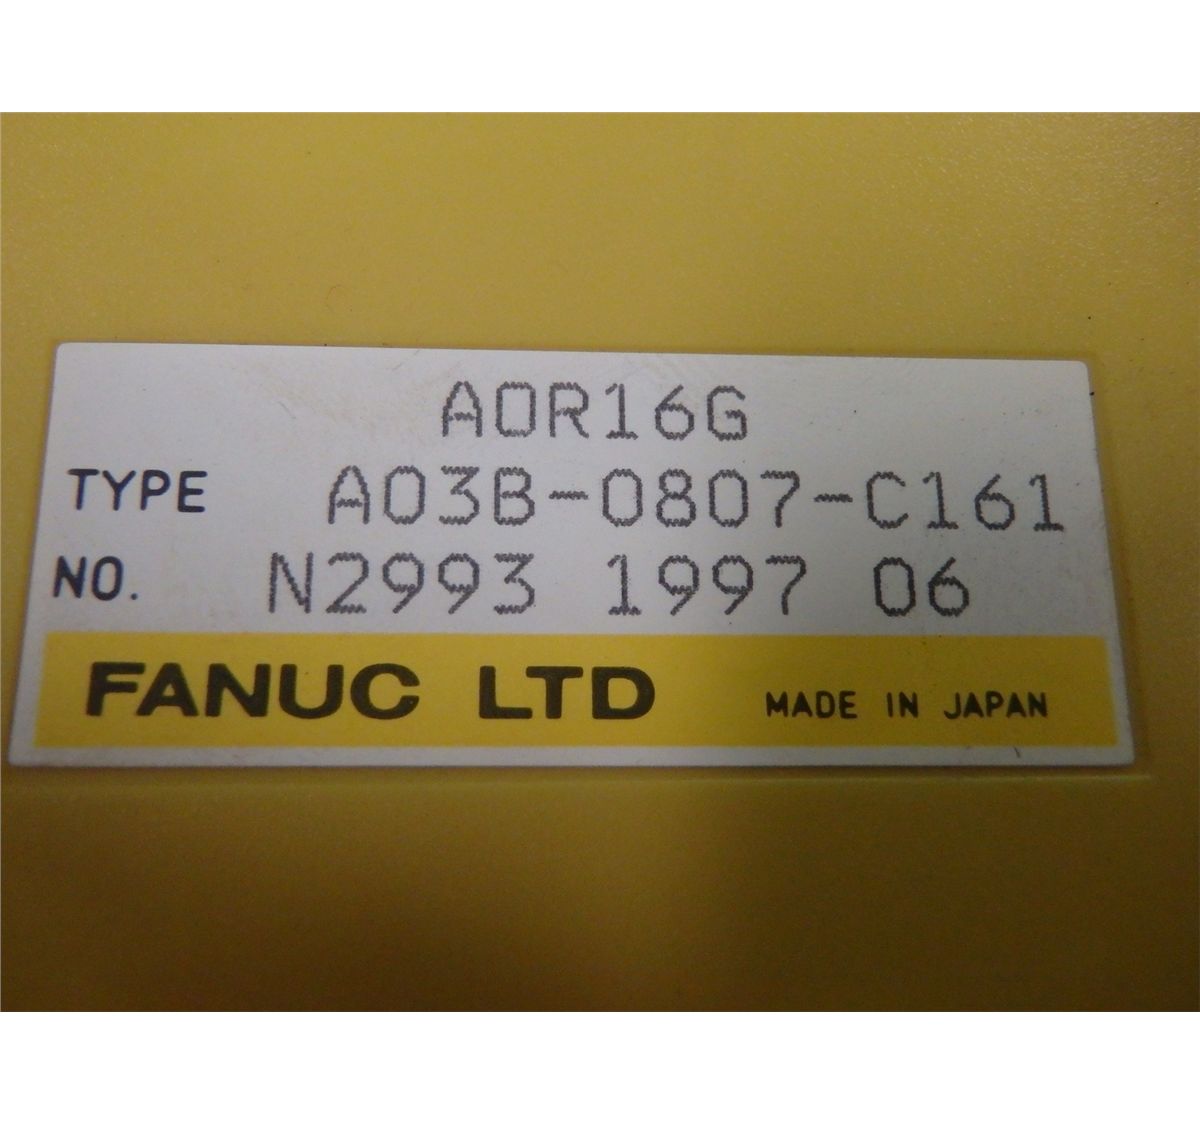 AOR16G
TYPE A03B-0807-C161
NO. N2993 1997 06
FANUC LTD MADE IN JAPAN